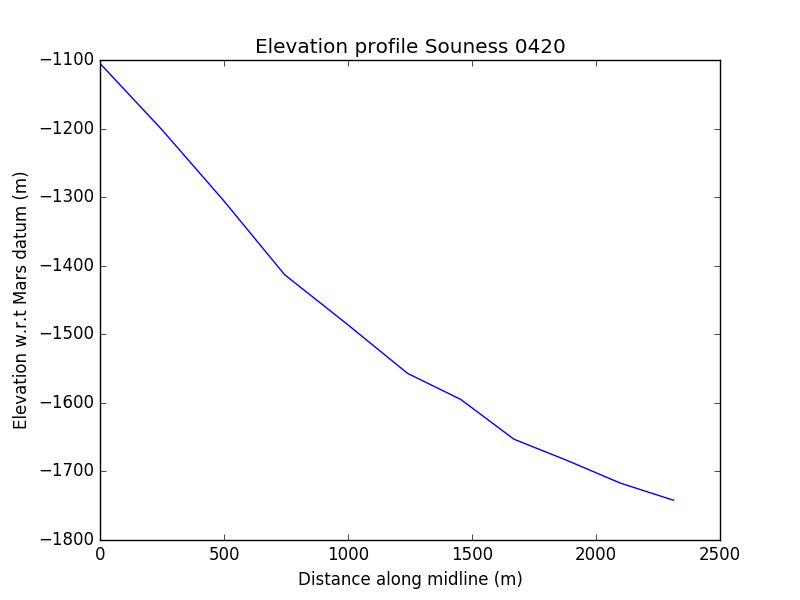 Elevation profile Souness 0420
Elevation w.r.t Mars datum (m)
−1100
−1200
−1300
−1400
−1500
−1600
−1700
−1800
0 500 1000 1500 2000 2500
Distance along midline (m)